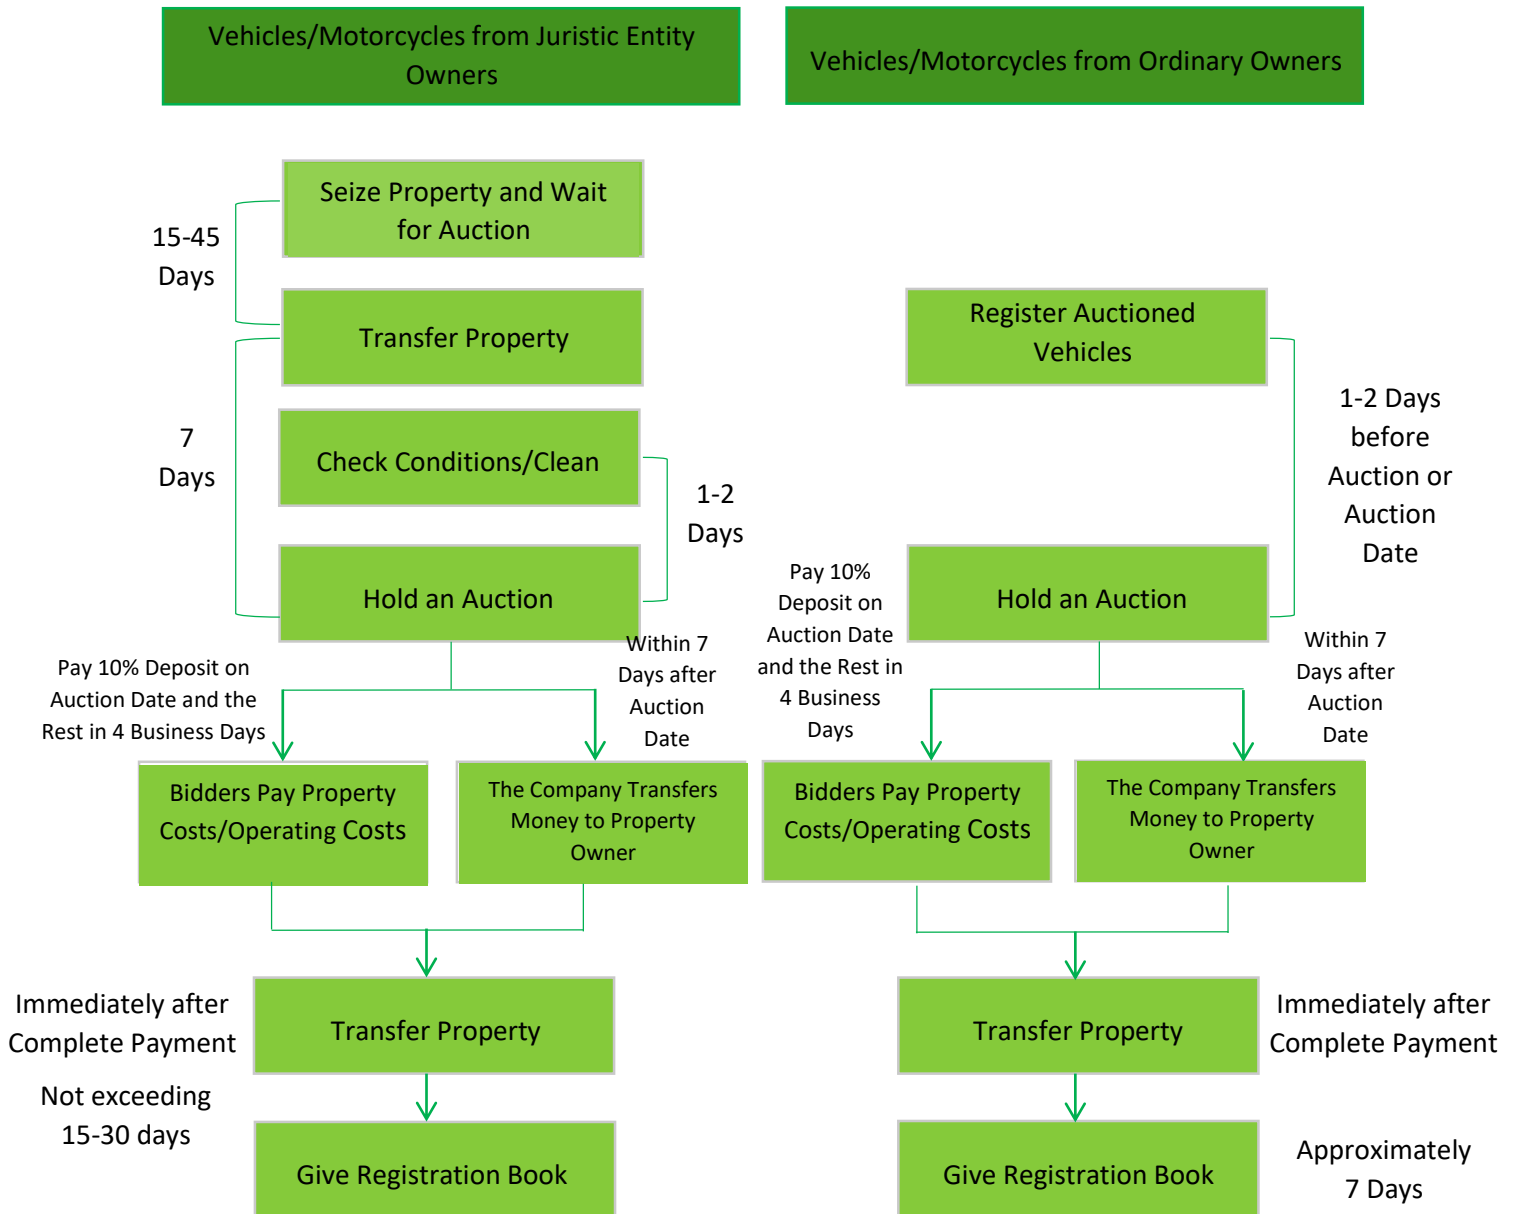 Vehicles/Motorcycles from Juristic Entity
Owners
Vehicles/Motorcycles from Ordinary Owners
Seize Property and Wait
for Auction
15-45
Days
Transfer Property
7
Days
Check Conditions/Clean
1-2
Days
Hold an Auction
Pay 10% Deposit on
Auction Date and the
Rest in 4 Business Days
Within 7
Days after
Auction
Date
Bidders Pay Property
Costs/Operating Costs
The Company Transfers
Money to Property
Owner
Immediately after
Complete Payment
Transfer Property
Not exceeding
15-30 days
Give Registration Book
Register Auctioned
Vehicles
1-2 Days
before
Auction or
Auction
Date
Hold an Auction
Pay 10%
Deposit on
Auction Date
and the Rest in
4 Business
Days
Within 7
Days after
Auction
Date
Bidders Pay Property
Costs/Operating Costs
The Company Transfers
Money to Property
Owner
Transfer Property
Immediately after
Complete Payment
Give Registration Book
Approximately
7 Days